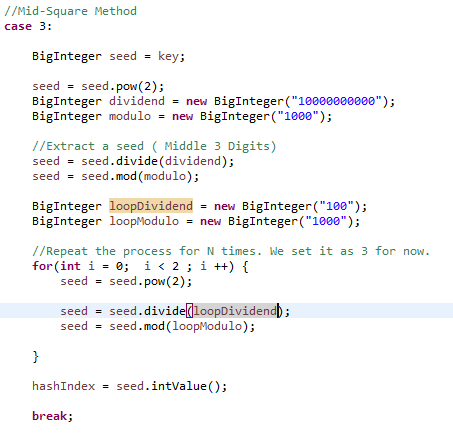 //Mid-Square Method
case 3:
BigInteger seed = key;
seed = seed.pow(2);
BigInteger dividend = new BigInteger("10000000000");
BigInteger modulo = new BigInteger("1000");
//Extract a seed ( Middle 3 Digits)
seed = seed.divide(dividend);
seed = seed.mod(modulo);
BigInteger loopDividend = new BigInteger("100");
BigInteger loopModulo = new BigInteger("1000");
//Repeat the process for N times. We set it as 3 for now.
for(int i = 0;  i < 2 ; i ++) {
seed = seed.pow(2);
seed = seed.divide(loopDividend);
seed = seed.mod(loopModulo);
}
hashIndex = seed.intValue();
break;